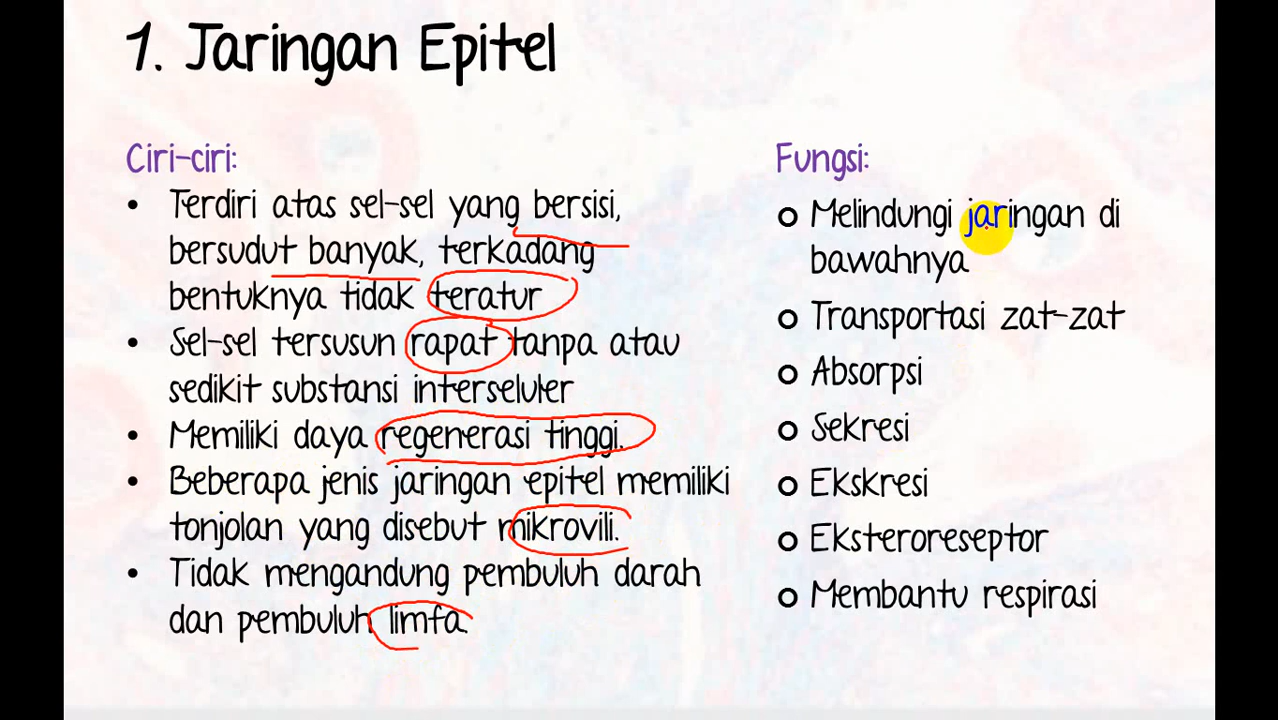 1. Jaringan Epitel
Ciri-ciri:
• Terdiri atas sel-sel yang bersisi,
bersudut banyak, terkadang
bentuknya tidak teratur
• Sel-sel tersusun rapat tanpa atau
sedikit substansi interseluler
• Memiliki daya regenerasi tinggi.
• Beberapa jenis jaringan epitel memiliki
tonjolan yang disebut mikrovili.
• Tidak mengandung pembuluh darah
dan pembuluh limfa.
Fungsi:
o Melindungi jaringan di
bawahnya
o Transportasi zat-zat
o Absorpsi
o Sekresi
o Ekskresi
o Eksteroreseptor
o Membantu respirasi